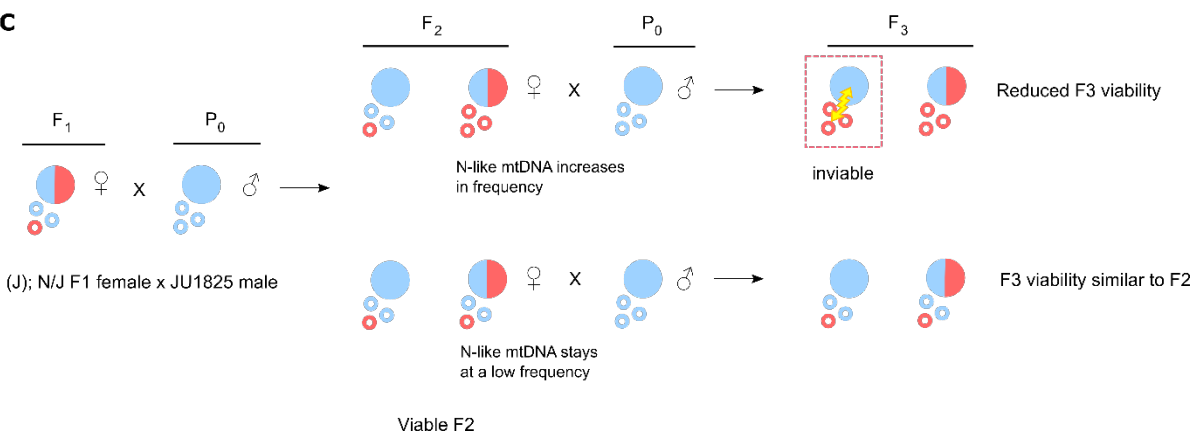 C
F2
P0
F3
♀ X ♂
Reduced F3 viability
F1
P0
N-like mtDNA increases
in frequency
inviable
♀ X ♂
(J); N/J F1 female x JU1825 male
♀ X ♂
F3 viability similar to F2
N-like mtDNA stays
at a low frequency
Viable F2